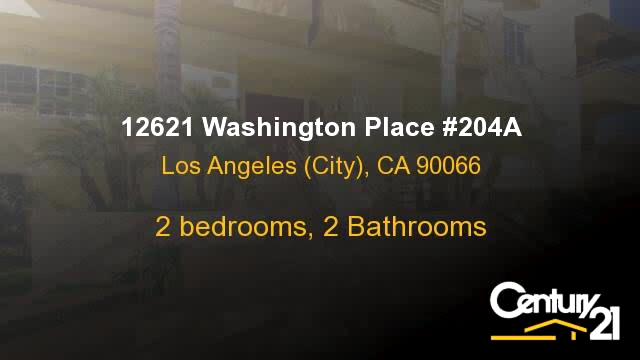 12621 Washington Place #204A
Los Angeles (City), CA 90066
2 bedrooms, 2 Bathrooms
Century 21